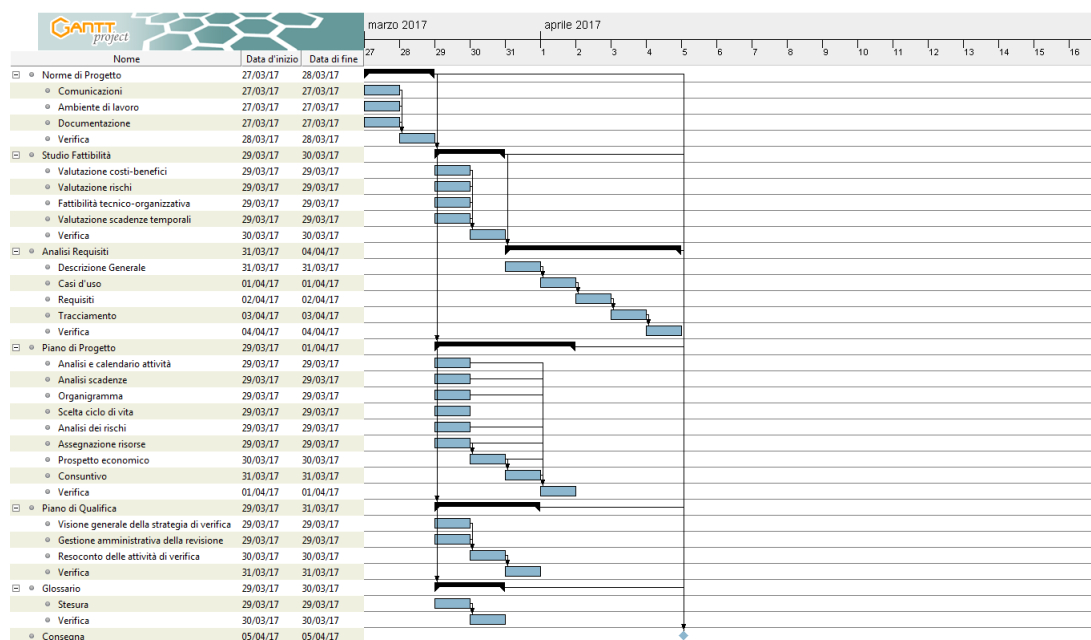 GANTT project
marzo 2017 aprile 2017
Nome Data d'inizio Data di fine
27 28 29 30 31 1 2 3 4 5 6 7 8 9 10 11 12 13 14 15 16
Norme di Progetto 27/03/17 28/03/17
Comunicazioni 27/03/17 27/03/17
Ambiente di lavoro 27/03/17 27/03/17
Documentazione 27/03/17 27/03/17
Verifica 28/03/17 28/03/17
Studio Fattibilità 29/03/17 30/03/17
Valutazione costi-benefici 29/03/17 29/03/17
Valutazione rischi 29/03/17 29/03/17
Fattibilità tecnico-organizzativa 29/03/17 29/03/17
Valutazione scadenze temporali 29/03/17 29/03/17
Verifica 30/03/17 30/03/17
Analisi Requisiti 31/03/17 04/04/17
Descrizione Generale 31/03/17 31/03/17
Casi d'uso 01/04/17 01/04/17
Requisiti 02/04/17 02/04/17
Tracciamento 03/04/17 03/04/17
Verifica 04/04/17 04/04/17
Piano di Progetto 29/03/17 01/04/17
Analisi e calendario attività 29/03/17 29/03/17
Analisi scadenze 29/03/17 29/03/17
Organigramma 29/03/17 29/03/17
Scelta ciclo di vita 29/03/17 29/03/17
Analisi dei rischi 29/03/17 29/03/17
Assegnazione risorse 29/03/17 29/03/17
Prospetto economico 30/03/17 30/03/17
Consuntivo 31/03/17 31/03/17
Verifica 01/04/17 01/04/17
Piano di Qualifica 29/03/17 31/03/17
Visione generale della strategia di verifica 29/03/17 29/03/17
Gestione amministrativa della revisione 29/03/17 29/03/17
Resoconto delle attività di verifica 30/03/17 30/03/17
Verifica 31/03/17 31/03/17
Glossario 29/03/17 30/03/17
Stesura 29/03/17 29/03/17
Verifica 30/03/17 30/03/17
Consegna 05/04/17 05/04/17